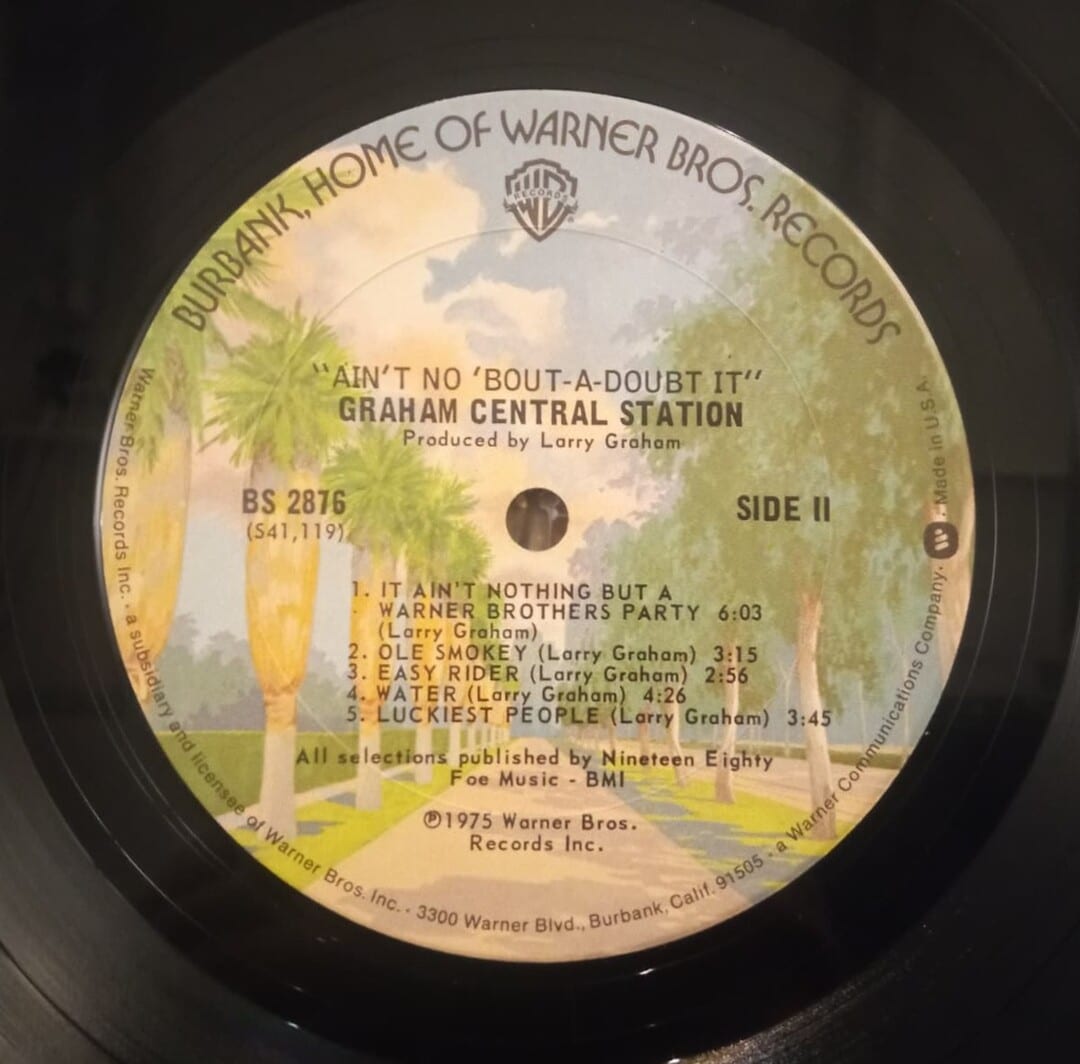 BURBANK, HOME OF WARNER BROS. RECORDS
RECORDS
"AIN'T NO 'BOUT-A-DOUBT IT"
GRAHAM CENTRAL STATION
Produced by Larry Graham
BS 2876
(S41,119)
SIDE II
1. IT AIN'T NOTHING BUT A
WARNER BROTHERS PARTY 6:03
(Larry Graham)
2. OLE SMOKEY (Larry Graham) 3:15
3. EASY RIDER (Larry Graham) 2:56
4. WATER (Larry Graham) 4:26
5. LUCKIEST PEOPLE (Larry Graham) 3:45
All selections published by Nineteen Eighty
Foe Music - BMI
℗1975 Warner Bros.
Records Inc.
Warner Bros. Records Inc. • a subsidiary and licensee of Warner Bros. Inc. • 3300 Warner Blvd., Burbank, Calif. 91505 • a Warner Communications Company. • Made in U.S.A.